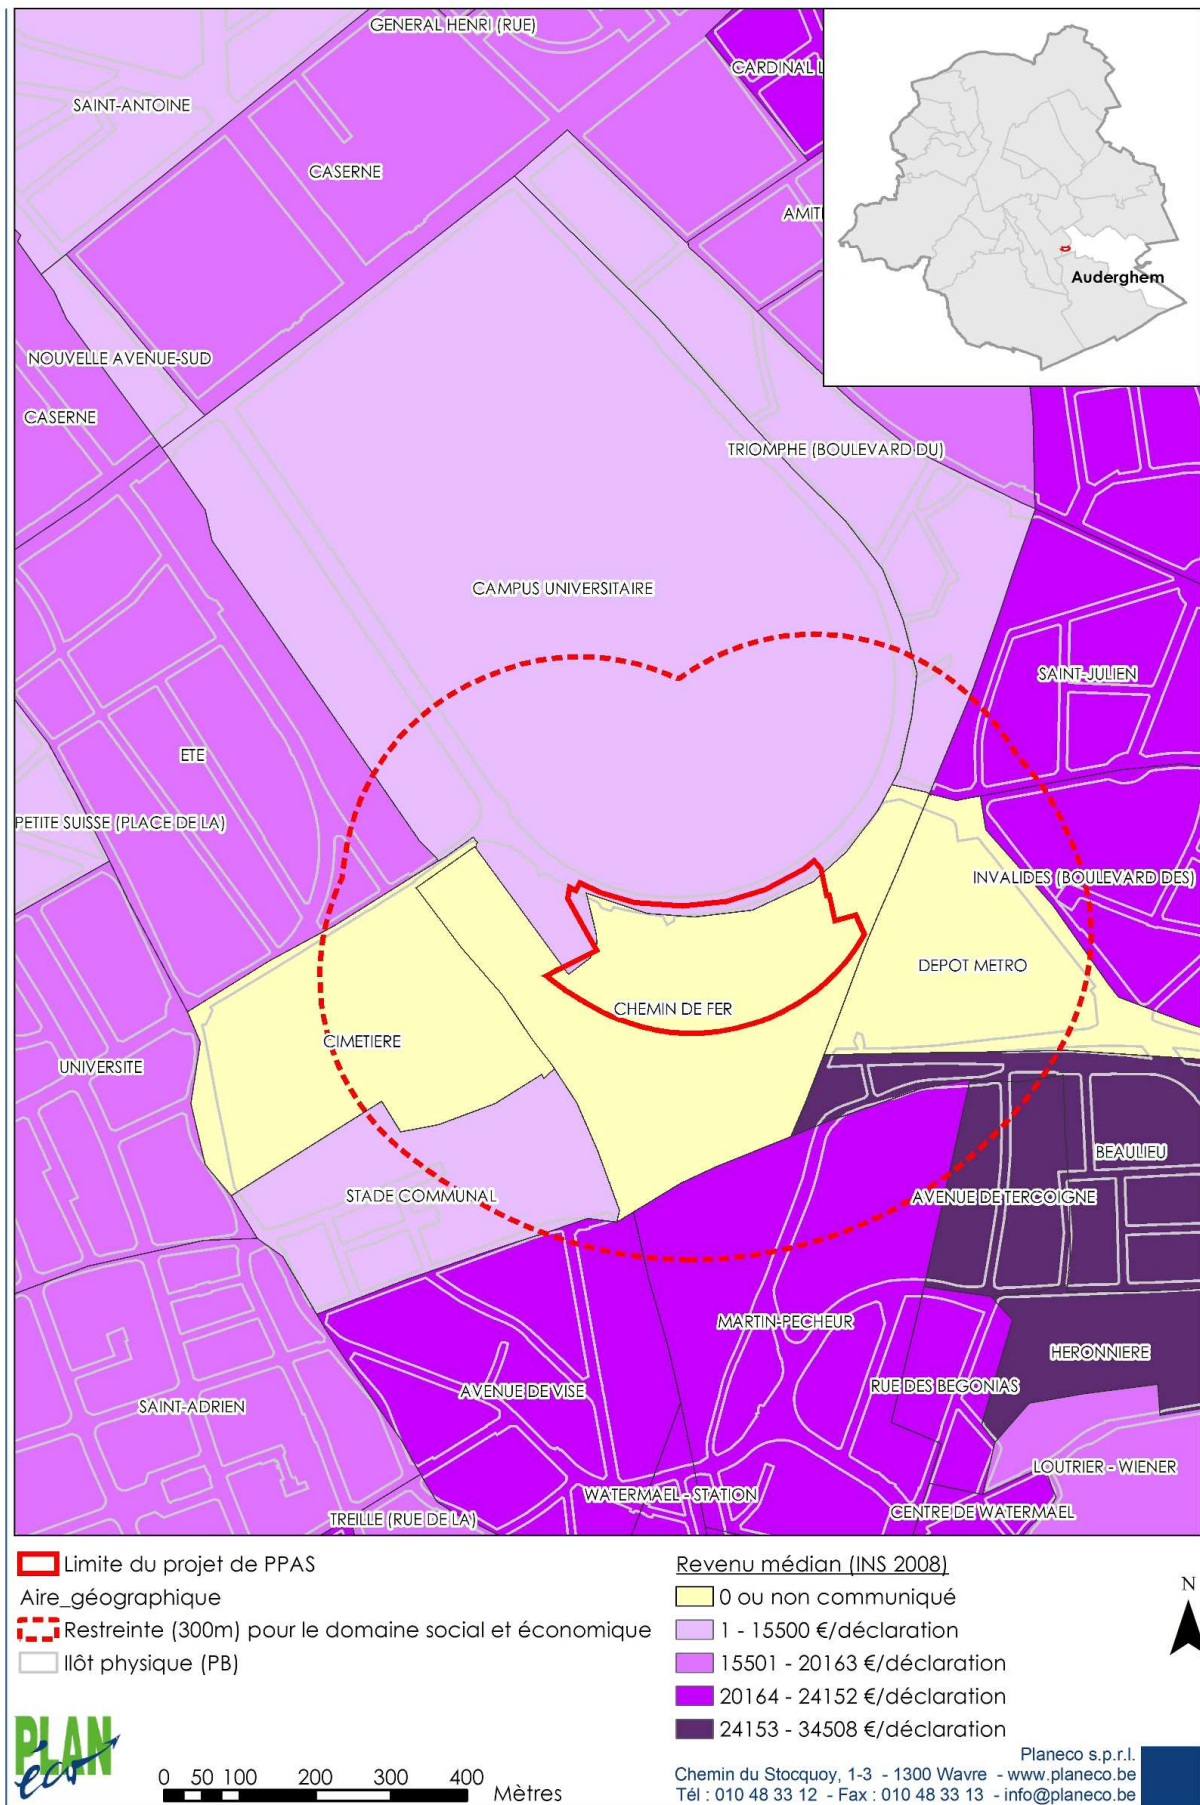 GENERAL HENRI (RUE)
CARDINAL L
SAINT-ANTOINE
CASERNE
AMITI
Auderghem
NOUVELLE AVENUE-SUD
CASERNE
TRIOMPHE (BOULEVARD DU)
CAMPUS UNIVERSITAIRE
SAINT-JULIEN
ETE
PETITE SUISSE (PLACE DE LA)
INVALIDES (BOULEVARD DES)
DEPOT METRO
CHEMIN DE FER
CIMETIERE
UNIVERSITE
BEAULIEU
STADE COMMUNAL
AVENUE DE TERCOIGNE
MARTIN-PECHEUR
HERONNIERE
RUE DES BEGONIAS
AVENUE DE VISE
SAINT-ADRIEN
LOUTRIER - WIENER
WATERMAEL - STATION
CENTRE DE WATERMAEL
TREILLE (RUE DE LA)
Limite du projet de PPAS
Aire_géographique
Restreinte (300m) pour le domaine social et économique
Ilôt physique (PB)
Revenu médian (INS 2008)
0 ou non communiqué
1 - 15500 €/déclaration
15501 - 20163 €/déclaration
20164 - 24152 €/déclaration
24153 - 34508 €/déclaration
N
PLAN
éco
0 50 100 200 300 400 Mètres
Planeco s.p.r.l.
Chemin du Stocquoy, 1-3 - 1300 Wavre - www.planeco.be
Tél : 010 48 33 12 - Fax : 010 48 33 13 - info@planeco.be